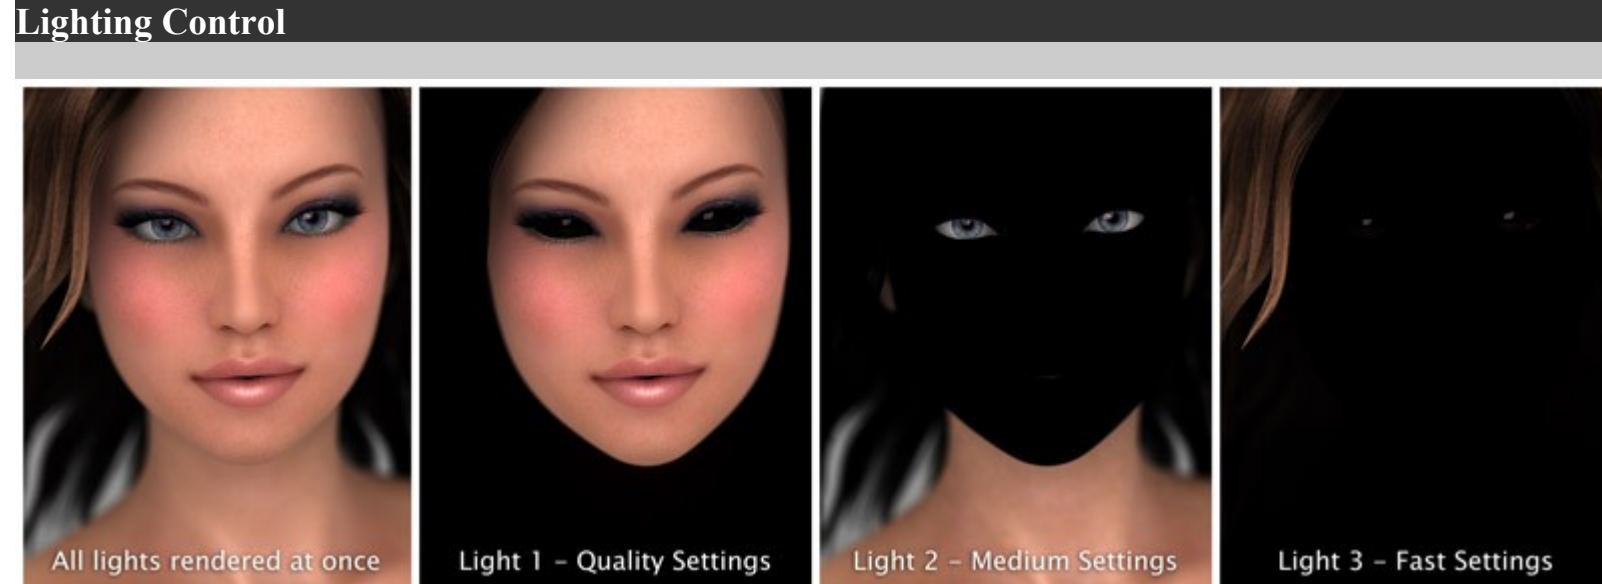 Lighting Control
All lights rendered at once
Light 1 – Quality Settings
Light 2 – Medium Settings
Light 3 – Fast Settings